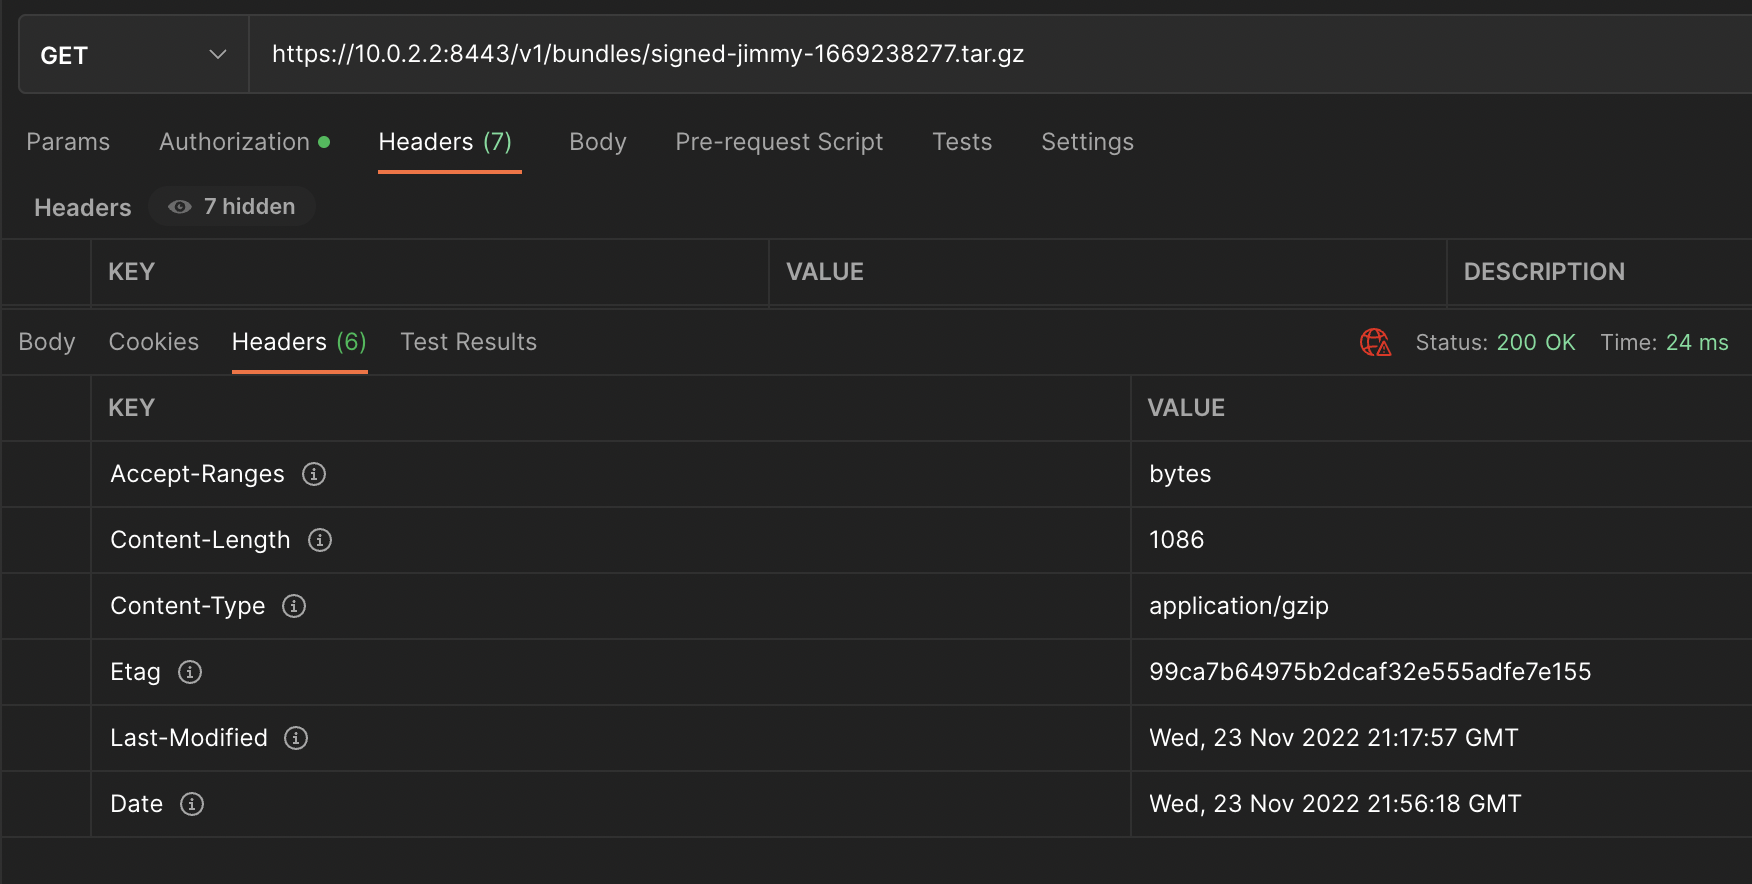 GET https://10.0.2.2:8443/v1/bundles/signed-jimmy-1669238277.tar.gz
Params Authorization Headers (7) Body Pre-request Script Tests Settings
Headers 7 hidden
KEY VALUE DESCRIPTION
Body Cookies Headers (6) Test Results Status: 200 OK Time: 24 ms
KEY VALUE
Accept-Ranges bytes
Content-Length 1086
Content-Type application/gzip
Etag 99ca7b64975b2dcaf32e555adfe7e155
Last-Modified Wed, 23 Nov 2022 21:17:57 GMT
Date Wed, 23 Nov 2022 21:56:18 GMT